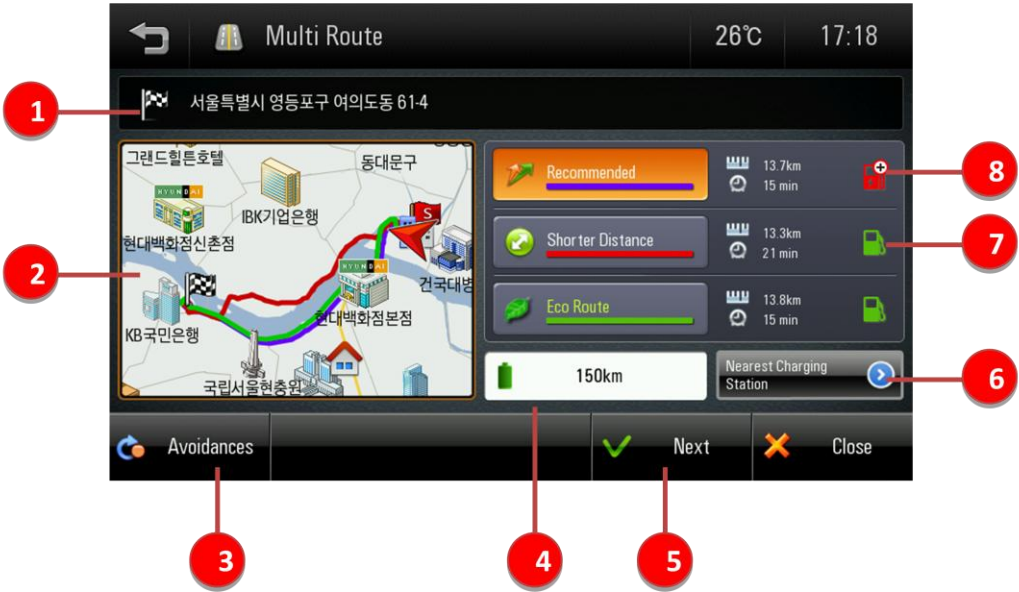 Multi Route
26℃
17:18
1
서울특별시 영등포구 여의도동 61-4
그랜드힐튼호텔
동대문구
HYUNDAI
IBK기업은행
S
현대백화점신촌점
HYUNDAI
건국대병
현대백화점본점
KB국민은행
국립서울현충원
2
Recommended
13.7km
15 min
8
Shorter Distance
13.3km
21 min
7
Eco Route
13.8km
15 min
150km
Nearest Charging
Station
6
Avoidances
Next
Close
3
4
5